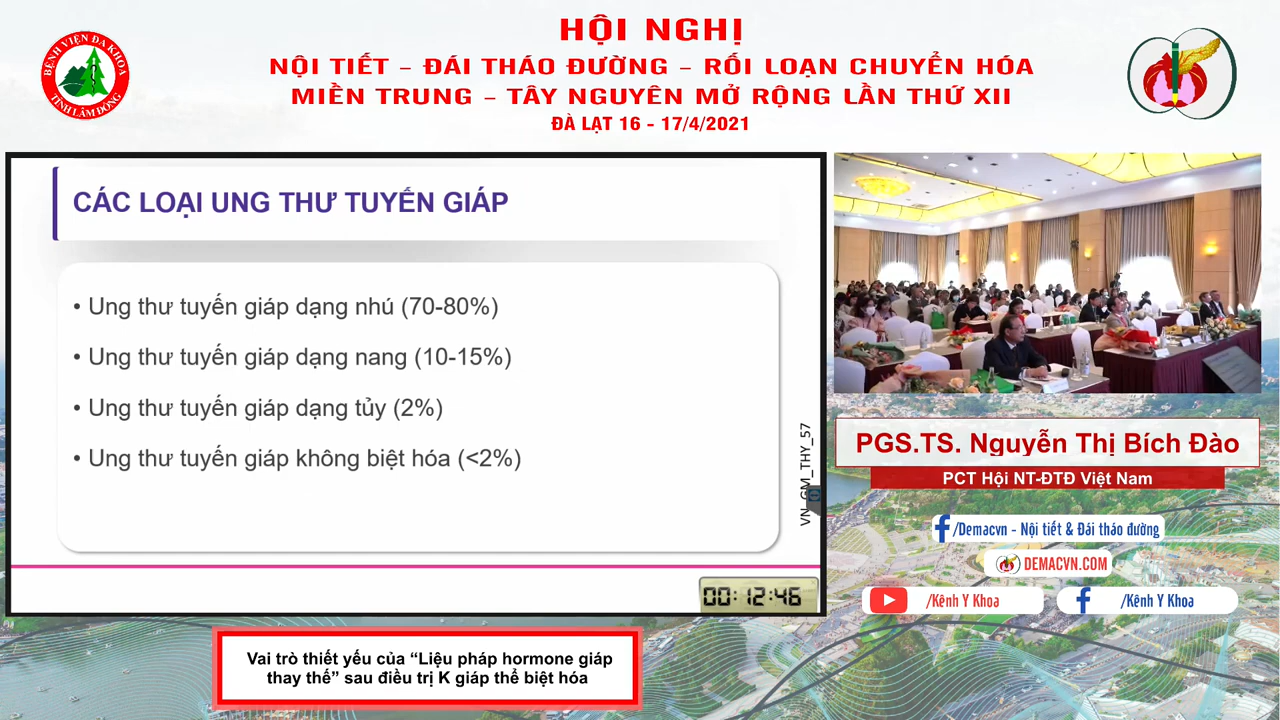 HỘI NGHỊ
NỘI TIẾT – ĐÁI THÁO ĐƯỜNG – RỐI LOẠN CHUYỂN HÓA
MIỀN TRUNG – TÂY NGUYÊN MỞ RỘNG LẦN THỨ XII
ĐÀ LẠT 16 - 17/4/2021
BỆNH VIỆN ĐA KHOA
TỈNH LÂM ĐỒNG
CÁC LOẠI UNG THƯ TUYẾN GIÁP
• Ung thư tuyến giáp dạng nhú (70-80%)
• Ung thư tuyến giáp dạng nang (10-15%)
• Ung thư tuyến giáp dạng tủy (2%)
• Ung thư tuyến giáp không biệt hóa (<2%)
VN_GM_THY_57
00:12:46
PGS.TS. Nguyễn Thị Bích Đào
PCT Hội NT-ĐTĐ Việt Nam
/Demacvn - Nội tiết & Đái tháo đường
DEMACVN.COM
/Kênh Y Khoa
/Kênh Y Khoa
Vai trò thiết yếu của “Liệu pháp hormone giáp
thay thế” sau điều trị K giáp thể biệt hóa